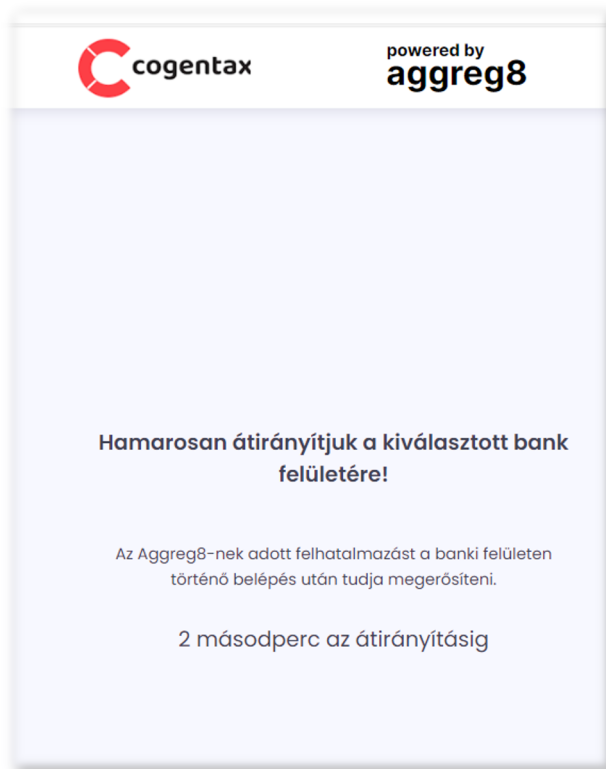 cogentax
powered by
aggreg8
Hamarosan átirányítjuk a kiválasztott bank
felületére!
Az Aggreg8-nek adott felhatalmazást a banki felületen
történő belépés után tudja megerősíteni.
2 másodperc az átirányításig